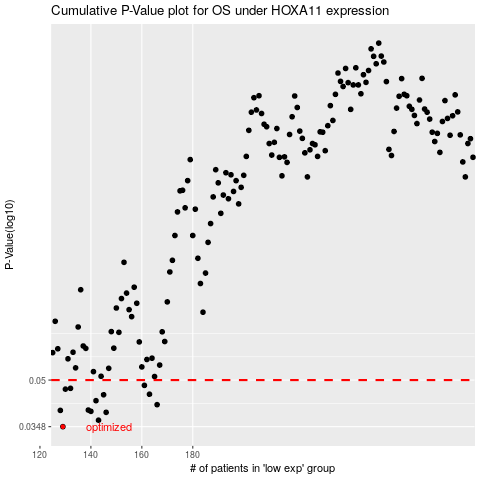 Cumulative P-Value plot for OS under HOXA11 expression
P-Value(log10)
0.05
0.0348
optimized
120 140 160 180
# of patients in 'low exp' group